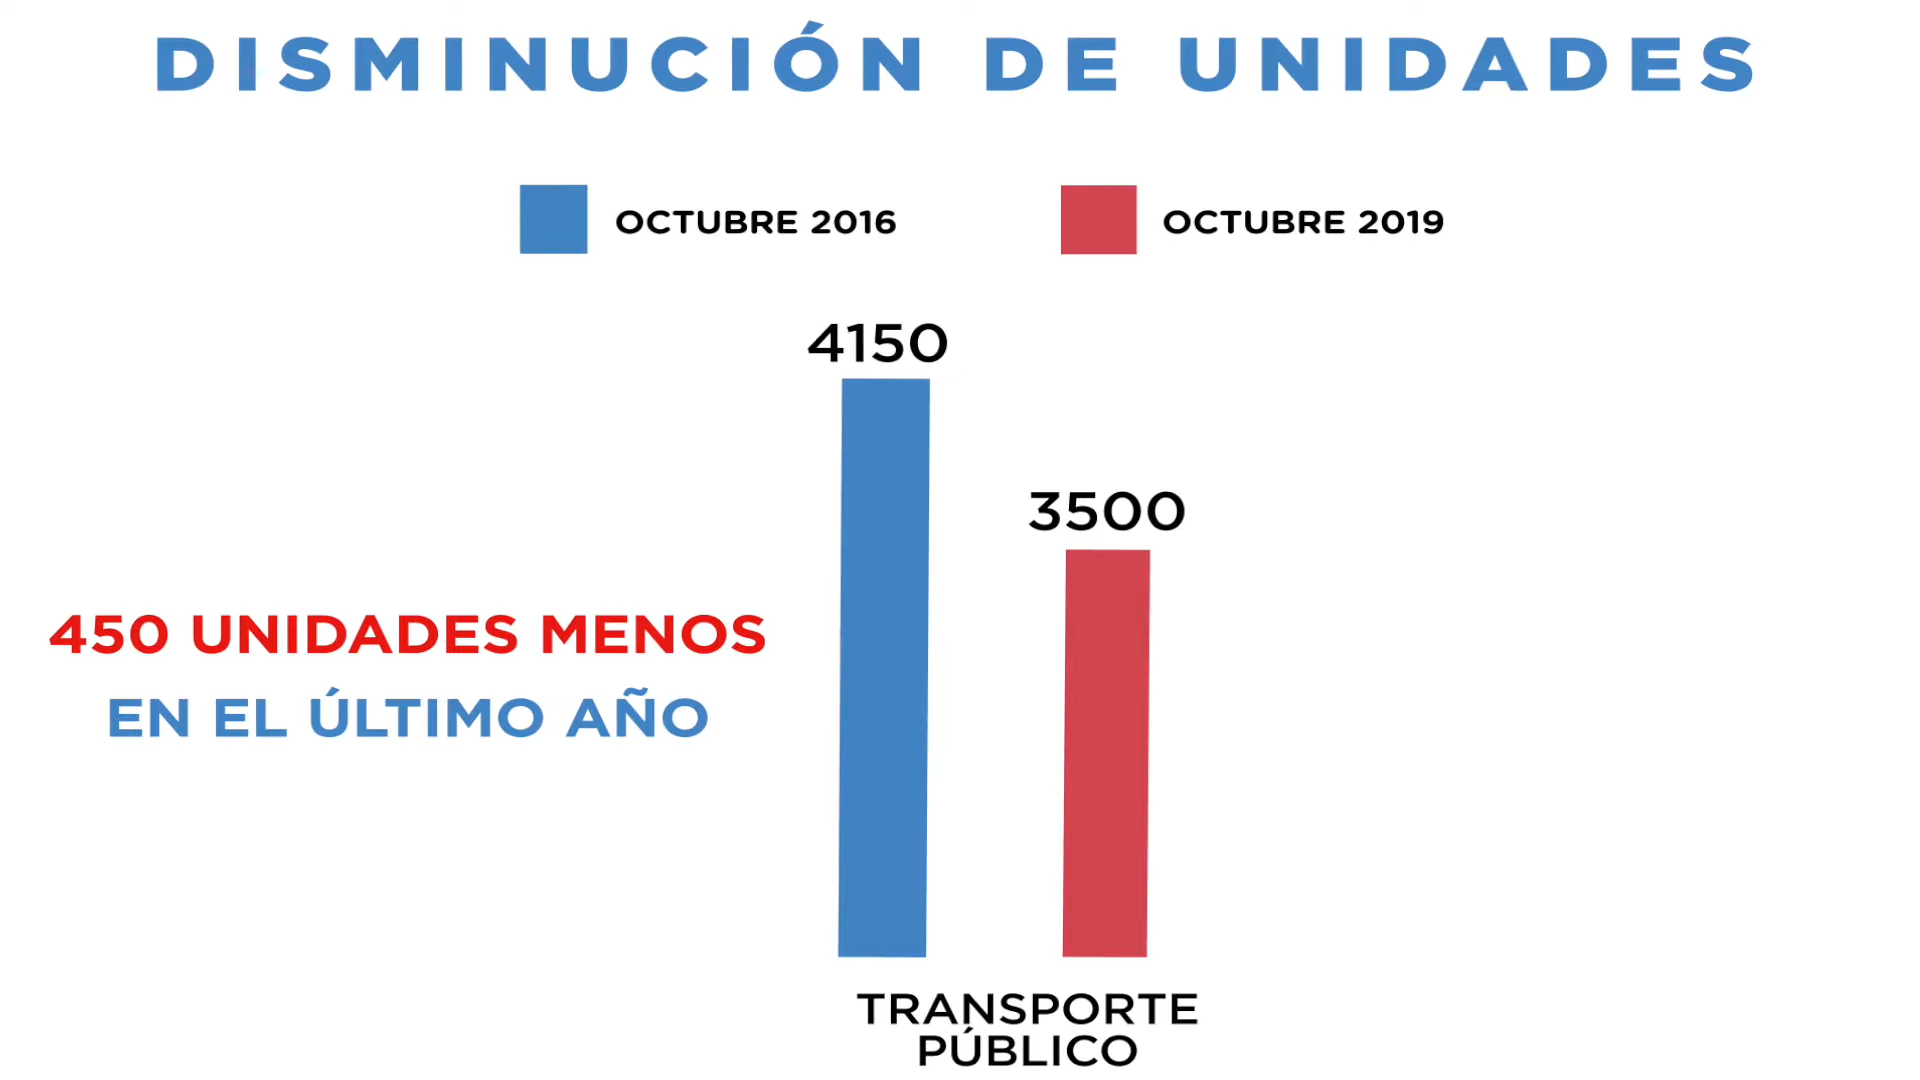 DISMINUCIÓN DE UNIDADES
OCTUBRE 2016
OCTUBRE 2019
4150
3500
450 UNIDADES MENOS
EN EL ÚLTIMO AÑO
TRANSPORTE
PÚBLICO